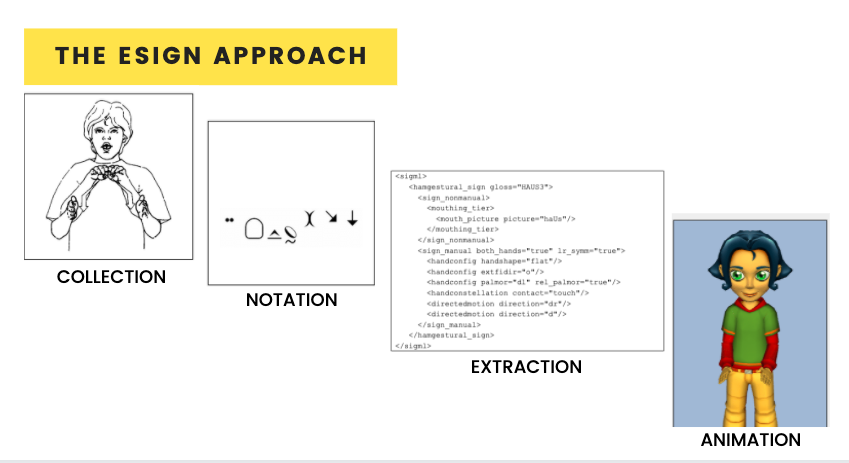 THE ESIGN APPROACH
COLLECTION
NOTATION
<sigml>
<hamgestural_sign gloss="HAUS3">
<sign_nonmanual>
<mouthing_tier>
<mouth_picture picture="haUs"/>
</mouthing_tier>
</sign_nonmanual>
<sign_manual both_hands="true" lr_symm="true">
<handconfig handshape="flat"/>
<handconfig extfidir="o"/>
<handconfig palmor="dl" rel_palmor="true"/>
<handconstellation contact="touch"/>
<directedmotion direction="dr"/>
<directedmotion direction="d"/>
</sign_manual>
</hamgestural_sign>
</sigml>
EXTRACTION
ANIMATION